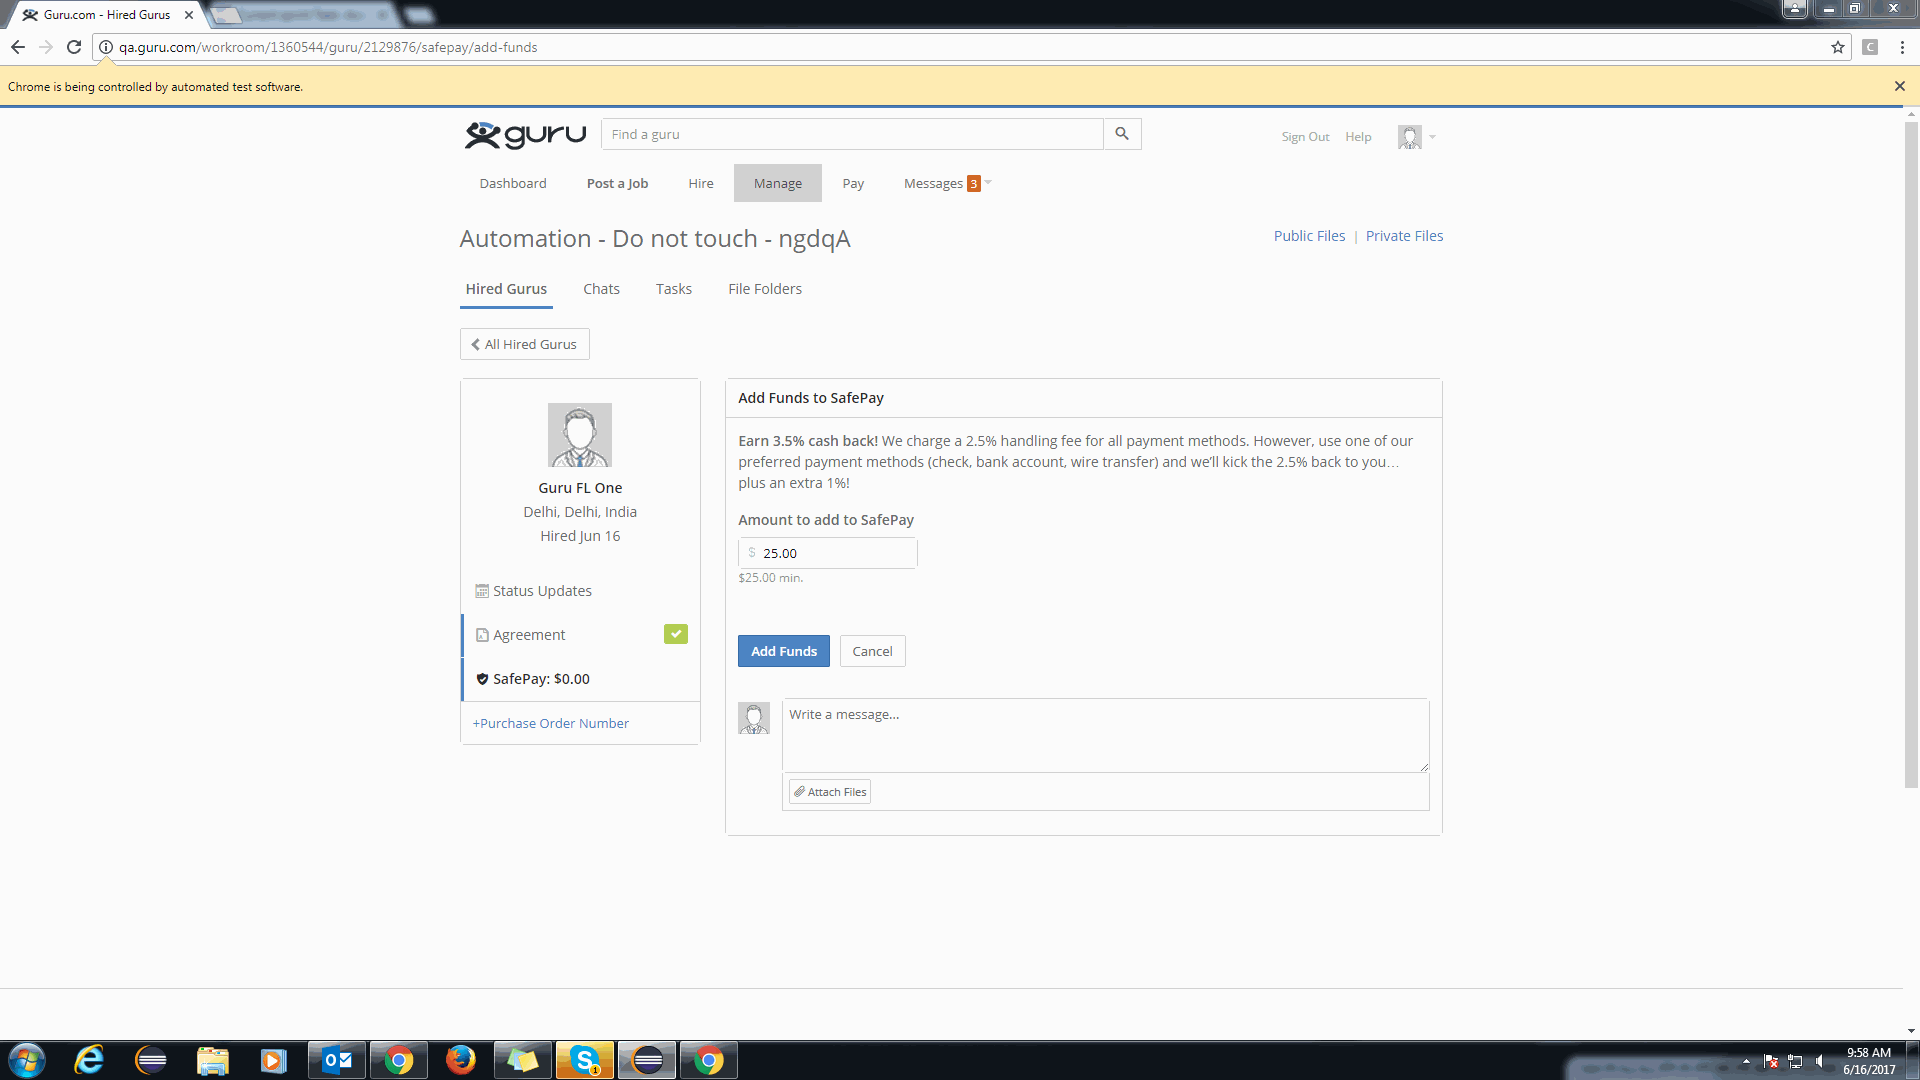 Guru.com - Hired Gurus
qa.guru.com/workroom/1360544/guru/2129876/safepay/add-funds
C
Chrome is being controlled by automated test software.
guru
Find a guru
Sign Out Help
Dashboard Post a Job Hire Manage Pay Messages 3
Automation - Do not touch - ngdqA
Public Files | Private Files
Hired Gurus Chats Tasks File Folders
All Hired Gurus
Guru FL One
Delhi, Delhi, India
Hired Jun 16
Status Updates
Agreement
SafePay: $0.00
+Purchase Order Number
Add Funds to SafePay
Earn 3.5% cash back! We charge a 2.5% handling fee for all payment methods. However, use one of our
preferred payment methods (check, bank account, wire transfer) and we'll kick the 2.5% back to you…
plus an extra 1%!
Amount to add to SafePay
$ 25.00
$25.00 min.
Add Funds Cancel
Write a message...
Attach Files
1
9:58 AM
6/16/2017